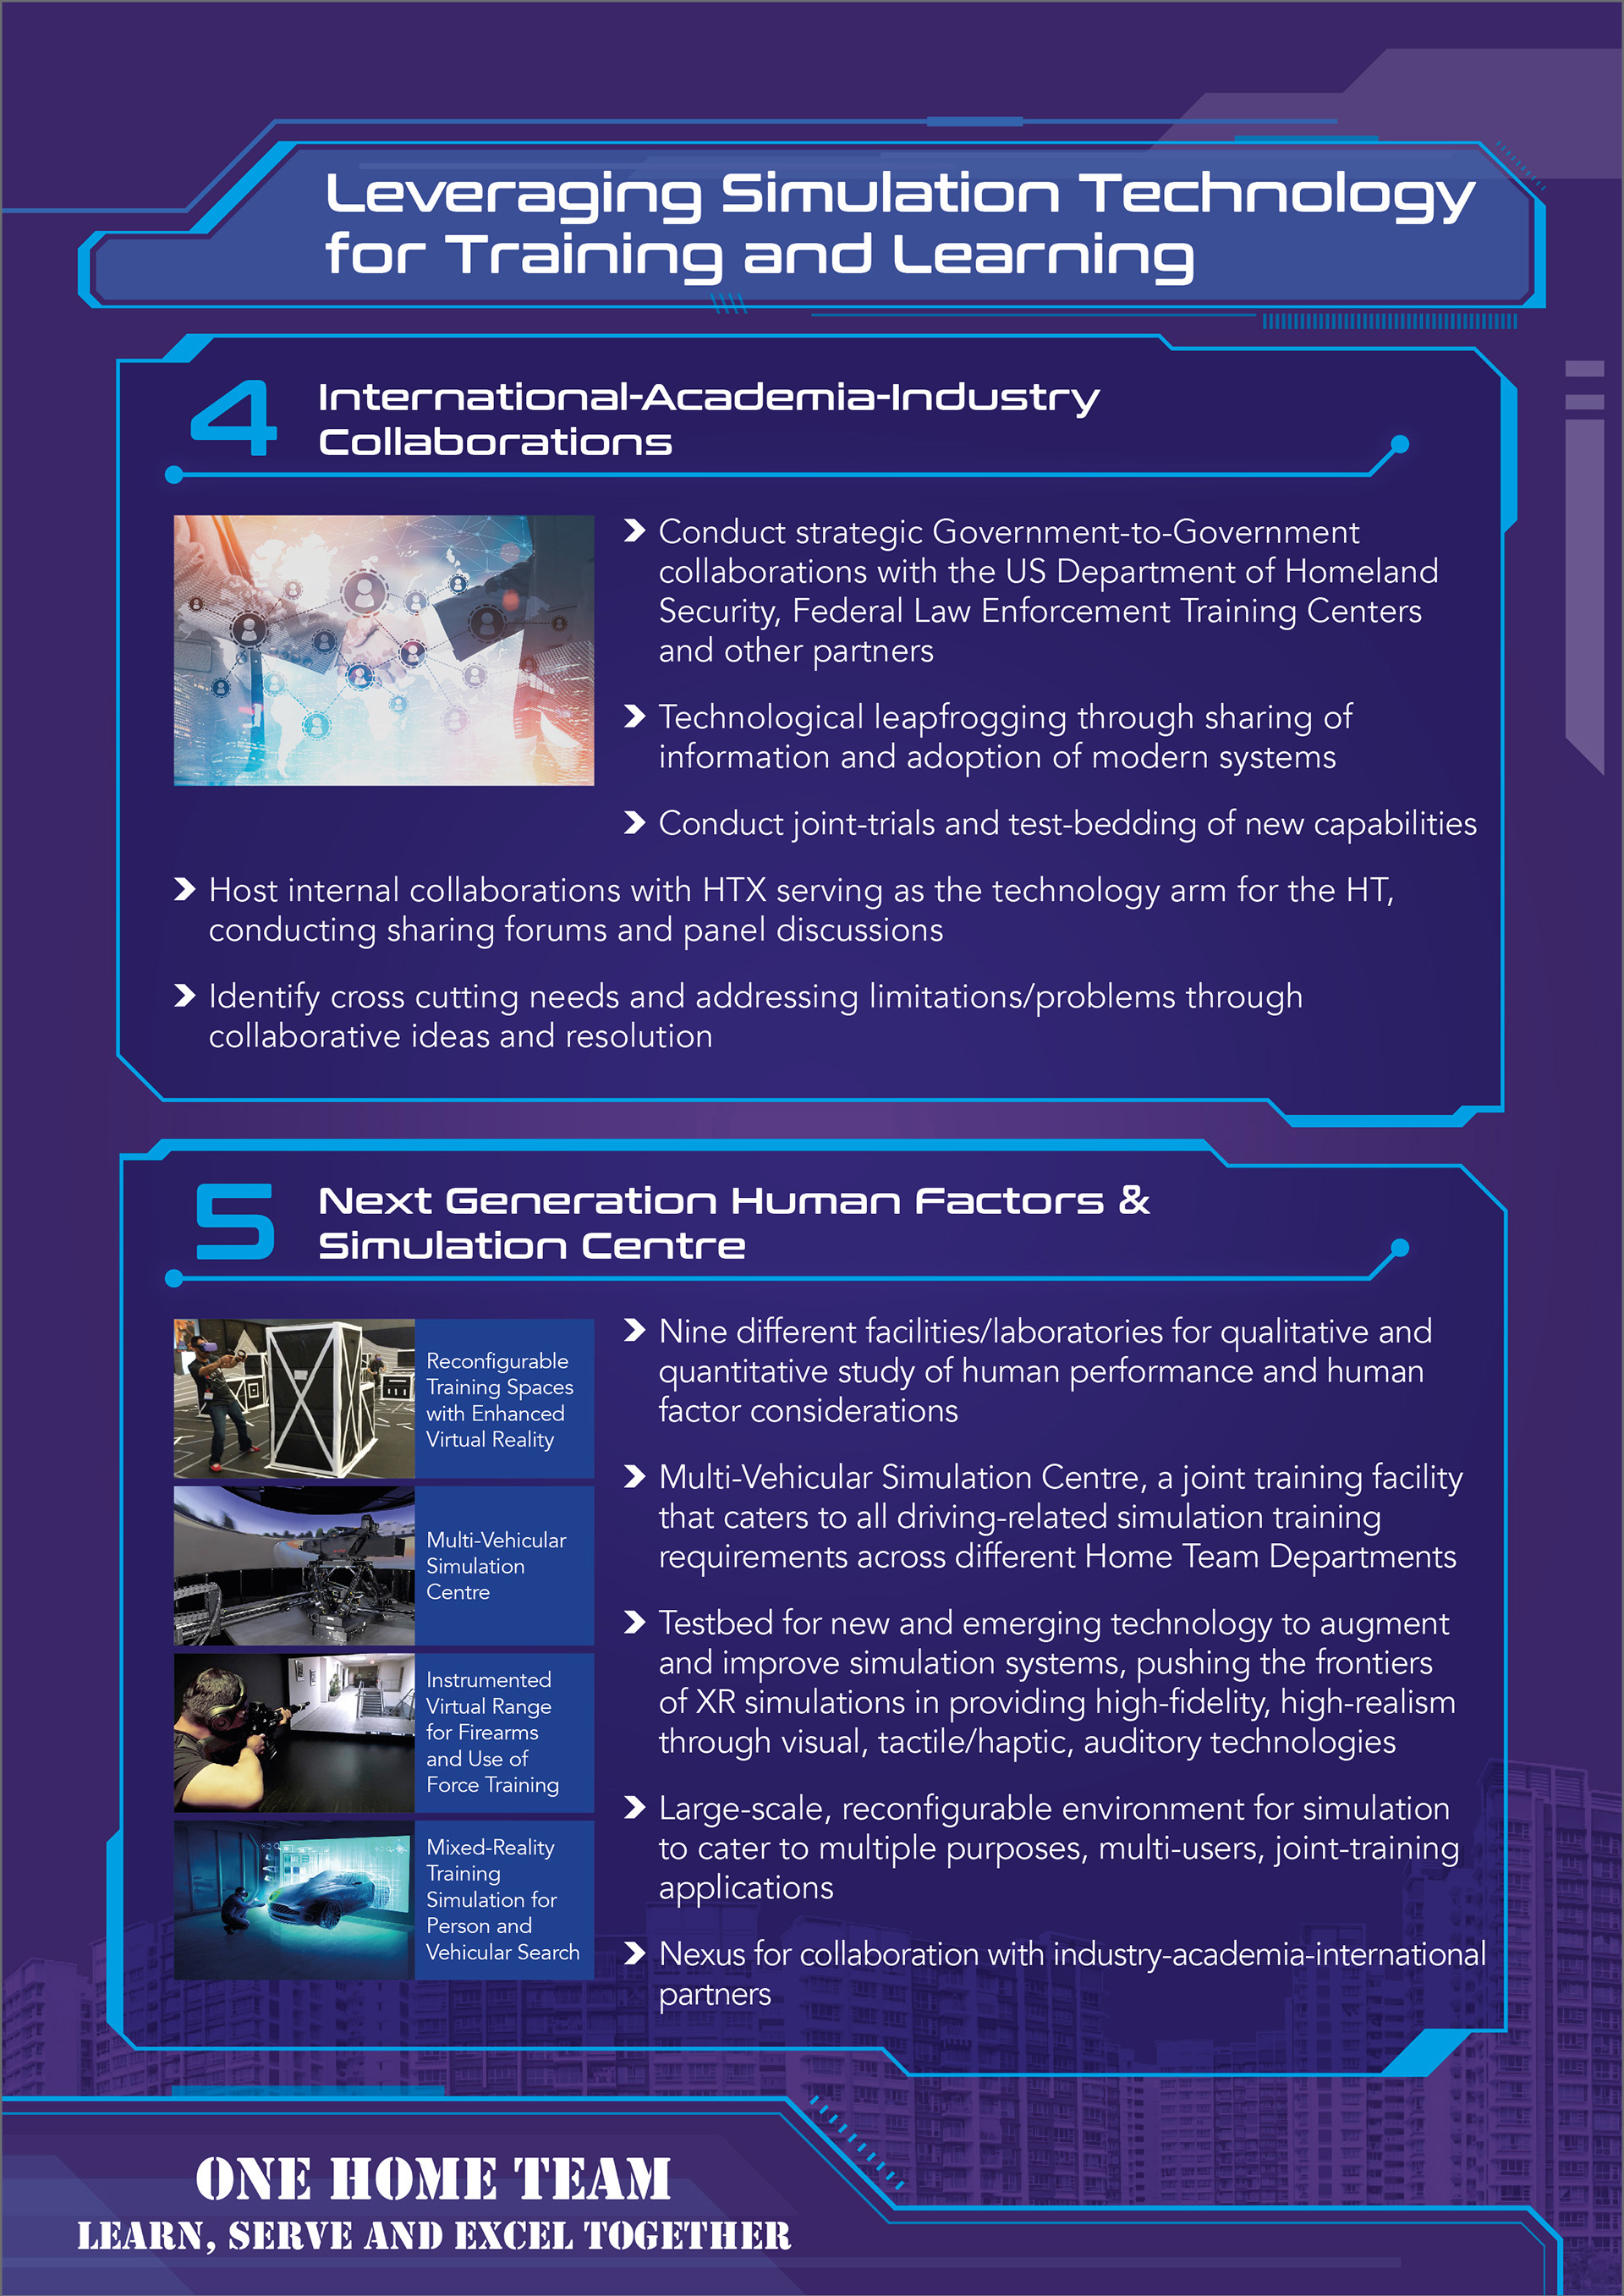 Leveraging Simulation Technology
for Training and Learning
4
International-Academia-Industry
Collaborations
Conduct strategic Government-to-Government
collaborations with the US Department of Homeland
Security, Federal Law Enforcement Training Centers
and other partners
Technological leapfrogging through sharing of
information and adoption of modern systems
Conduct joint-trials and test-bedding of new capabilities
Host internal collaborations with HTX serving as the technology arm for the HT,
conducting sharing forums and panel discussions
Identify cross cutting needs and addressing limitations/problems through
collaborative ideas and resolution
5
Next Generation Human Factors &
Simulation Centre
Reconfigurable
Training Spaces
with Enhanced
Virtual Reality
Multi-Vehicular
Simulation
Centre
Instrumented
Virtual Range
for Firearms
and Use of
Force Training
Mixed-Reality
Training
Simulation for
Person and
Vehicular Search
Nine different facilities/laboratories for qualitative and
quantitative study of human performance and human
factor considerations
Multi-Vehicular Simulation Centre, a joint training facility
that caters to all driving-related simulation training
requirements across different Home Team Departments
Testbed for new and emerging technology to augment
and improve simulation systems, pushing the frontiers
of XR simulations in providing high-fidelity, high-realism
through visual, tactile/haptic, auditory technologies
Large-scale, reconfigurable environment for simulation
to cater to multiple purposes, multi-users, joint-training
applications
Nexus for collaboration with industry-academia-international
partners
ONE HOME TEAM
LEARN, SERVE AND EXCEL TOGETHER